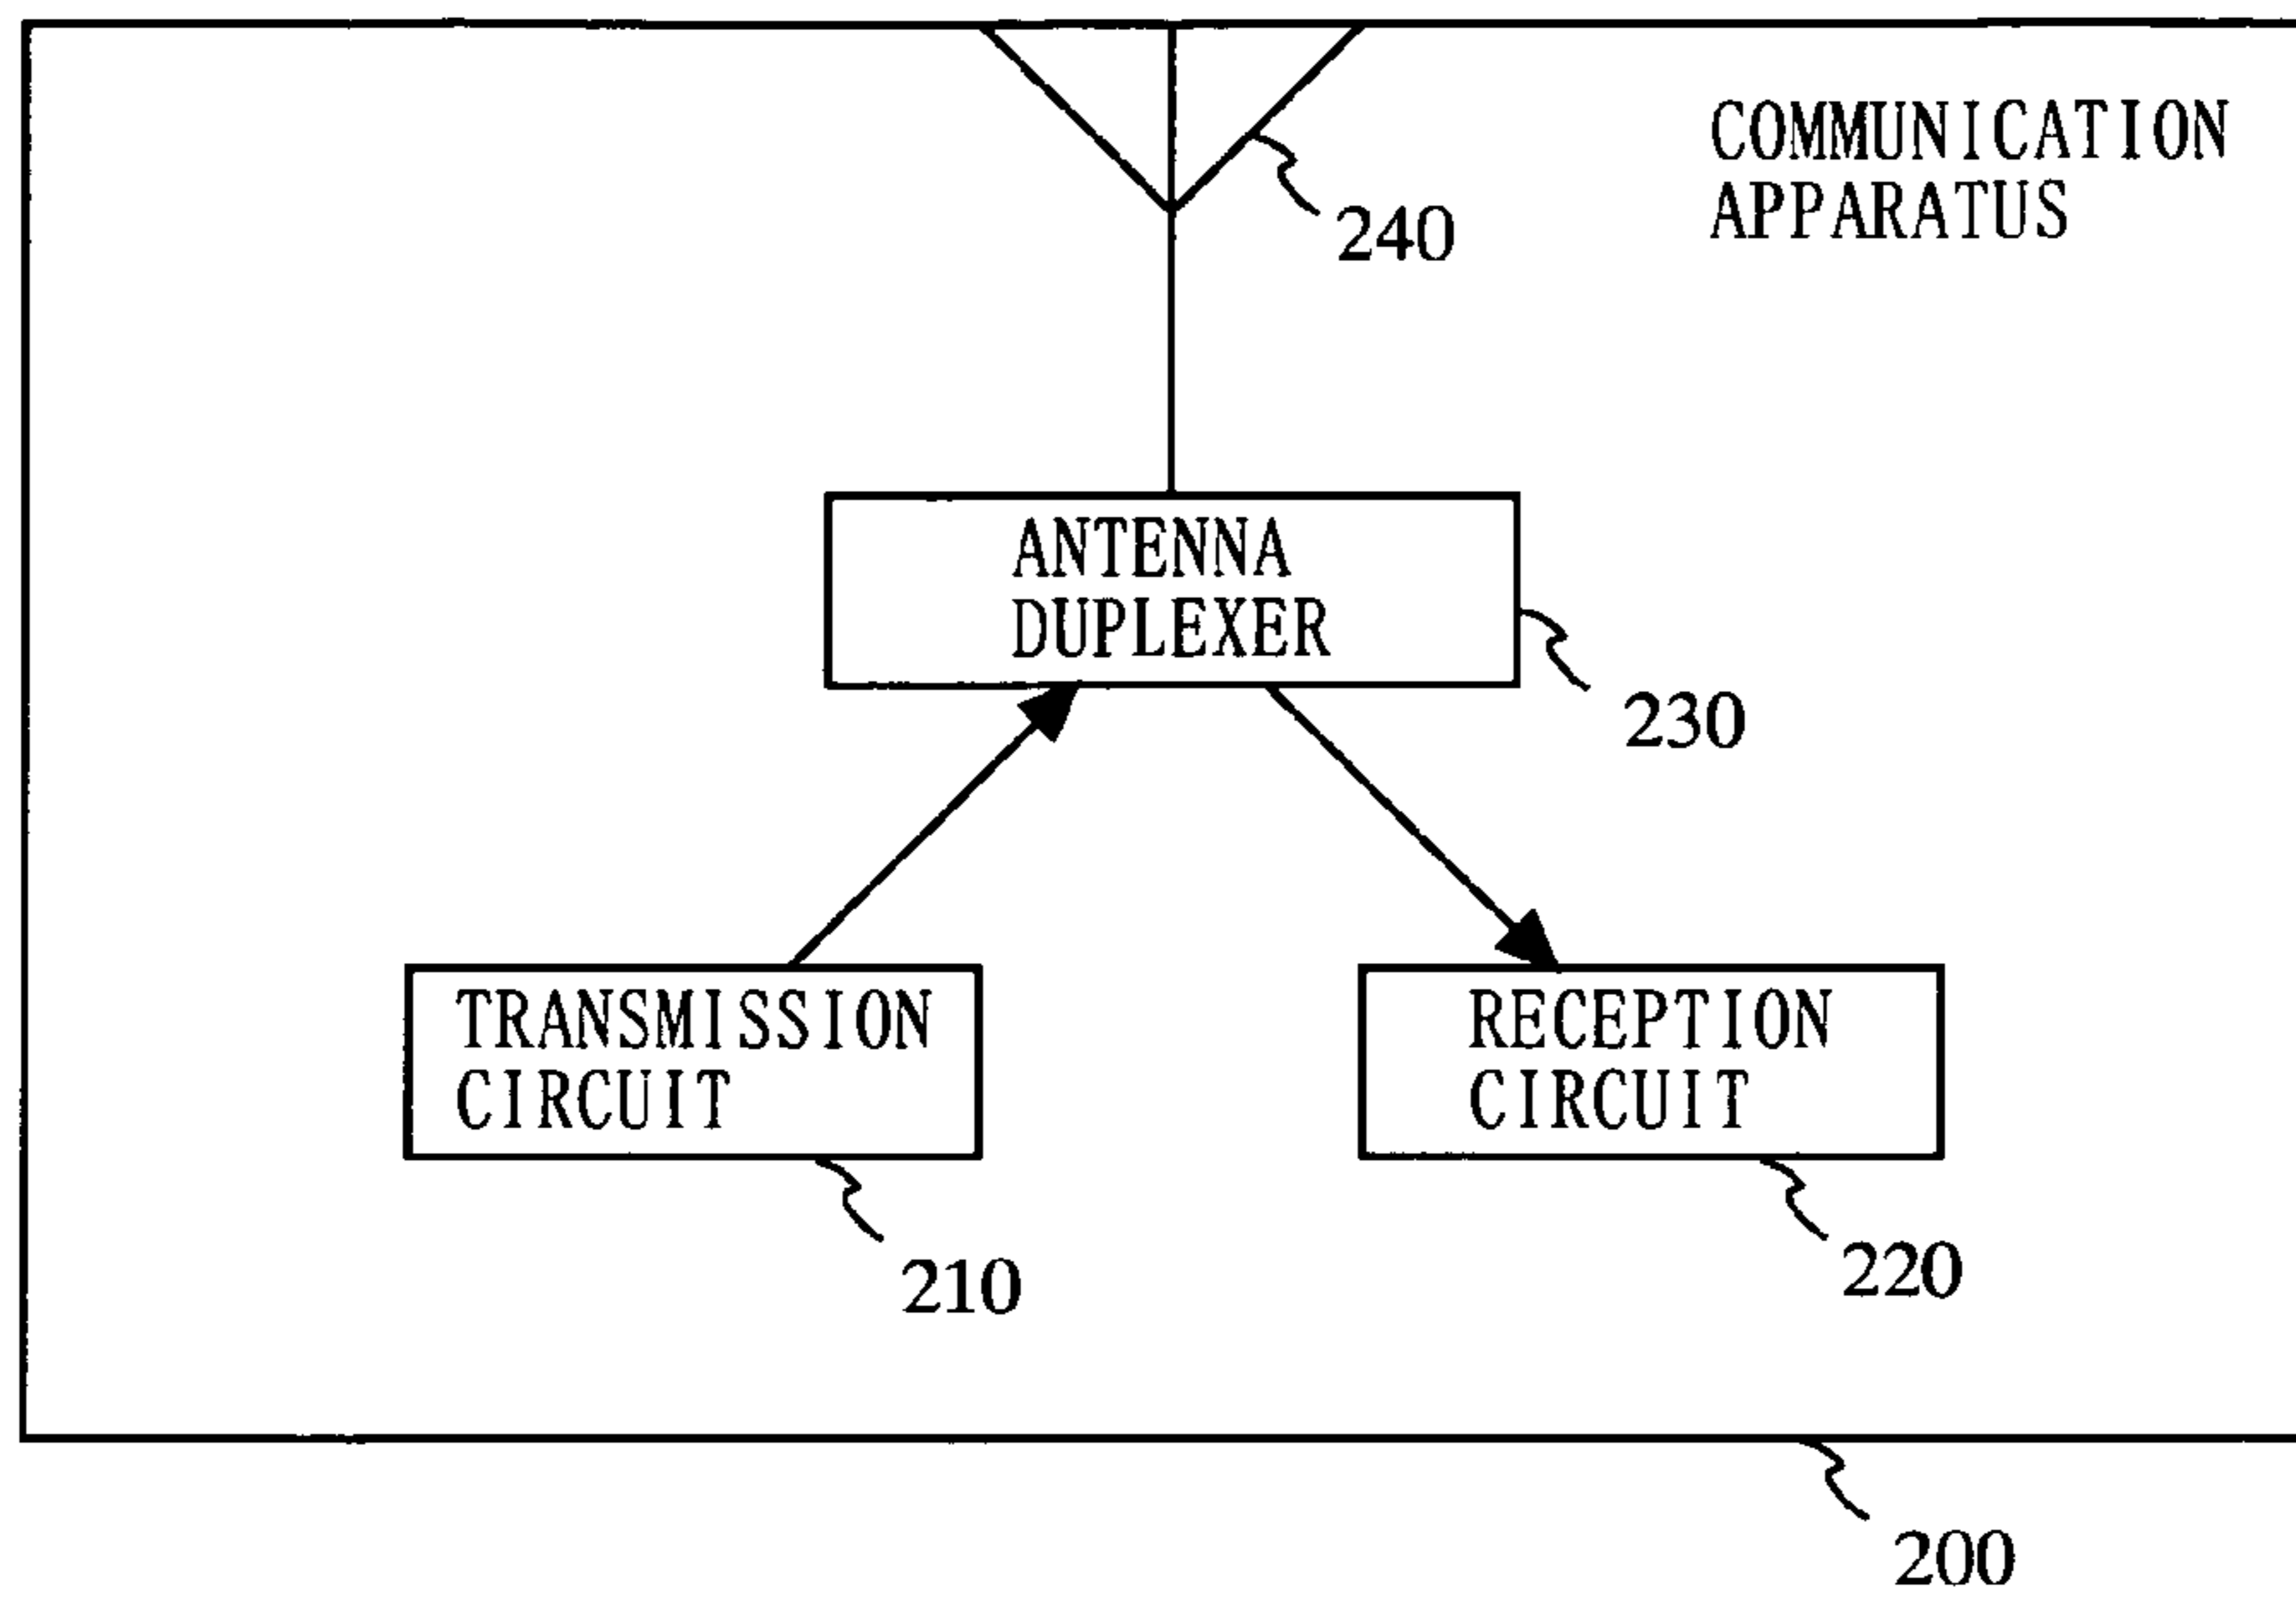 COMMUNICATION
APPARATUS
240
ANTENNA
DUPLEXER
230
TRANSMISSION
CIRCUIT
RECEPTION
CIRCUIT
210
220
200